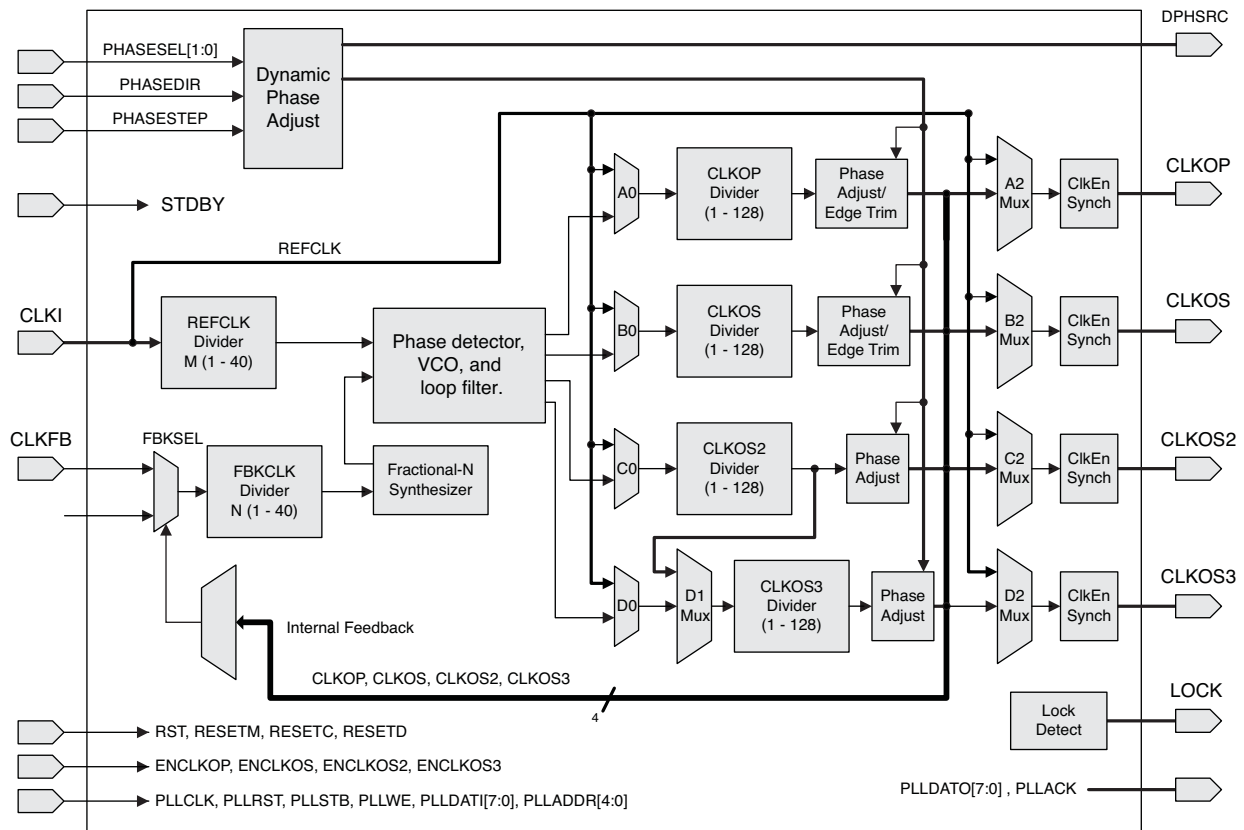 DPHSRC
PHASESEL[1:0]
PHASEDIR
PHASESTEP
Dynamic
Phase
Adjust
STDBY
REFCLK
CLKI
REFCLK
Divider
M (1 - 40)
Phase detector,
VCO, and
loop filter.
CLKFB
FBKSEL
FBKCLK
Divider
N (1 - 40)
Fractional-N
Synthesizer
A0
CLKOP
Divider
(1 - 128)
Phase
Adjust/
Edge Trim
A2
Mux
ClkEn
Synch
CLKOP
B0
CLKOS
Divider
(1 - 128)
Phase
Adjust/
Edge Trim
B2
Mux
ClkEn
Synch
CLKOS
C0
CLKOS2
Divider
(1 - 128)
Phase
Adjust
C2
Mux
ClkEn
Synch
CLKOS2
D0
D1
Mux
CLKOS3
Divider
(1 - 128)
Phase
Adjust
D2
Mux
ClkEn
Synch
CLKOS3
Internal Feedback
CLKOP, CLKOS, CLKOS2, CLKOS3
4
Lock
Detect
LOCK
RST, RESETM, RESETC, RESETD
ENCLKOP, ENCLKOS, ENCLKOS2, ENCLKOS3
PLLCLK, PLLRST, PLLSTB, PLLWE, PLLDATI[7:0], PLLADDR[4:0]
PLLDATO[7:0] , PLLACK